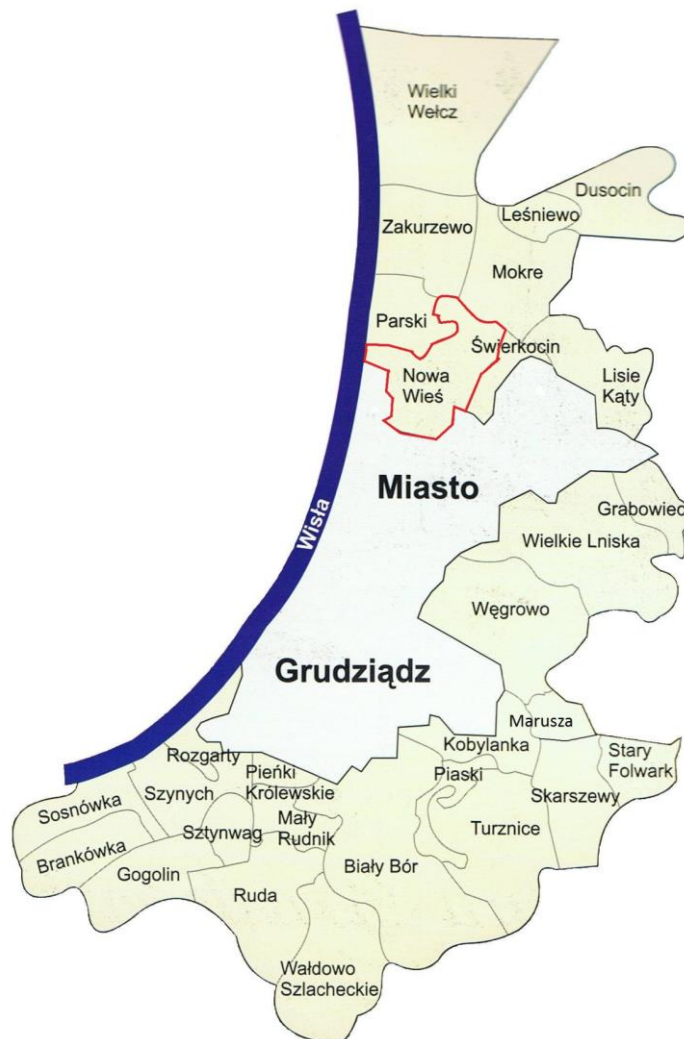 Wielki
Wełcz
Dusocin
Leśniewo
Zakurzewo
Mokre
Parski
Świerkocin
Nowa
Wieś
Lisie
Kąty
Miasto
Grabowiec
Wisła
Wielkie Lniska
Węgrowo
Grudziądz
Marusza
Kobylanka
Stary
Folwark
Rozgarty
Pieńki
Królewskie
Piaski
Skarszewy
Sosnówka
Szynych
Mały
Rudnik
Turznice
Sztynwag
Brankówka
Gogolin
Biały Bór
Ruda
Wałdowo
Szlacheckie